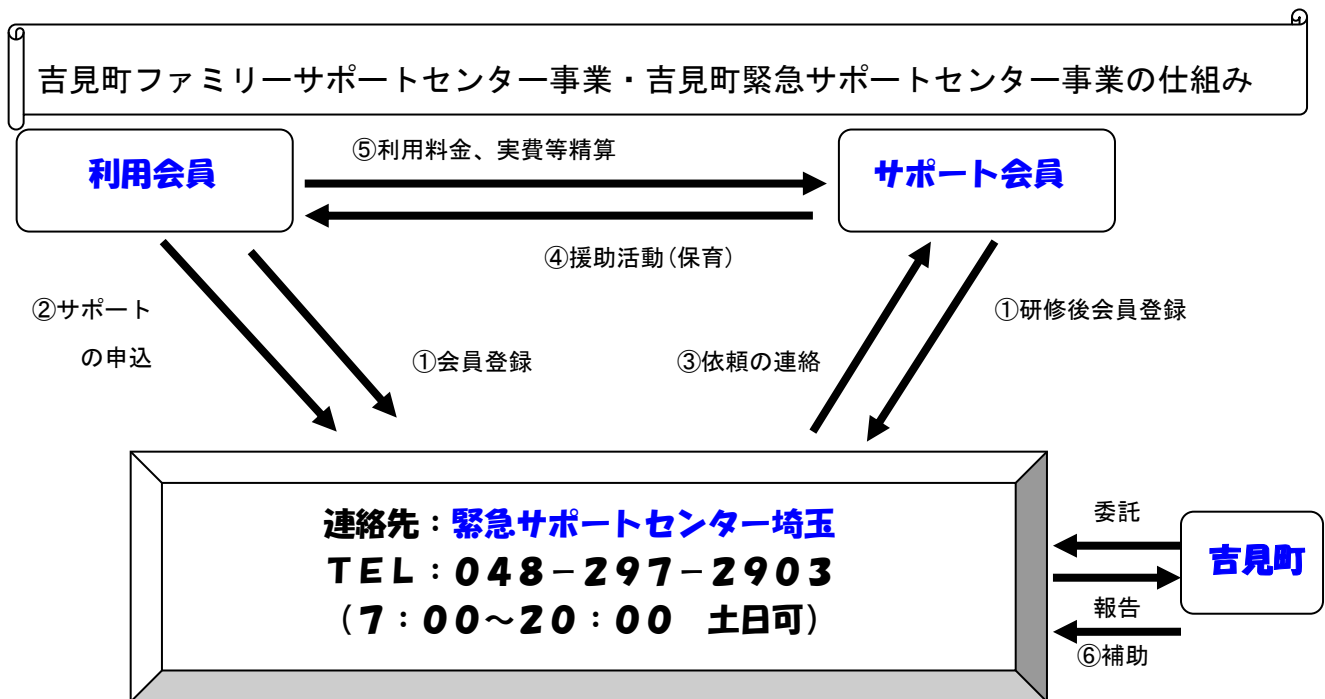 吉見町ファミリーサポートセンター事業・吉見町緊急サポートセンター事業の仕組み
利用会員
⑤利用料金、実費等精算
サポート会員
④援助活動(保育)
②サポート
の申込
①会員登録
③依頼の連絡
①研修後会員登録
連絡先：緊急サポートセンター埼玉
ＴＥＬ：０４８－２９７－２９０３
（７：００～２０：００　土日可）
委託
吉見町
報告
⑥補助